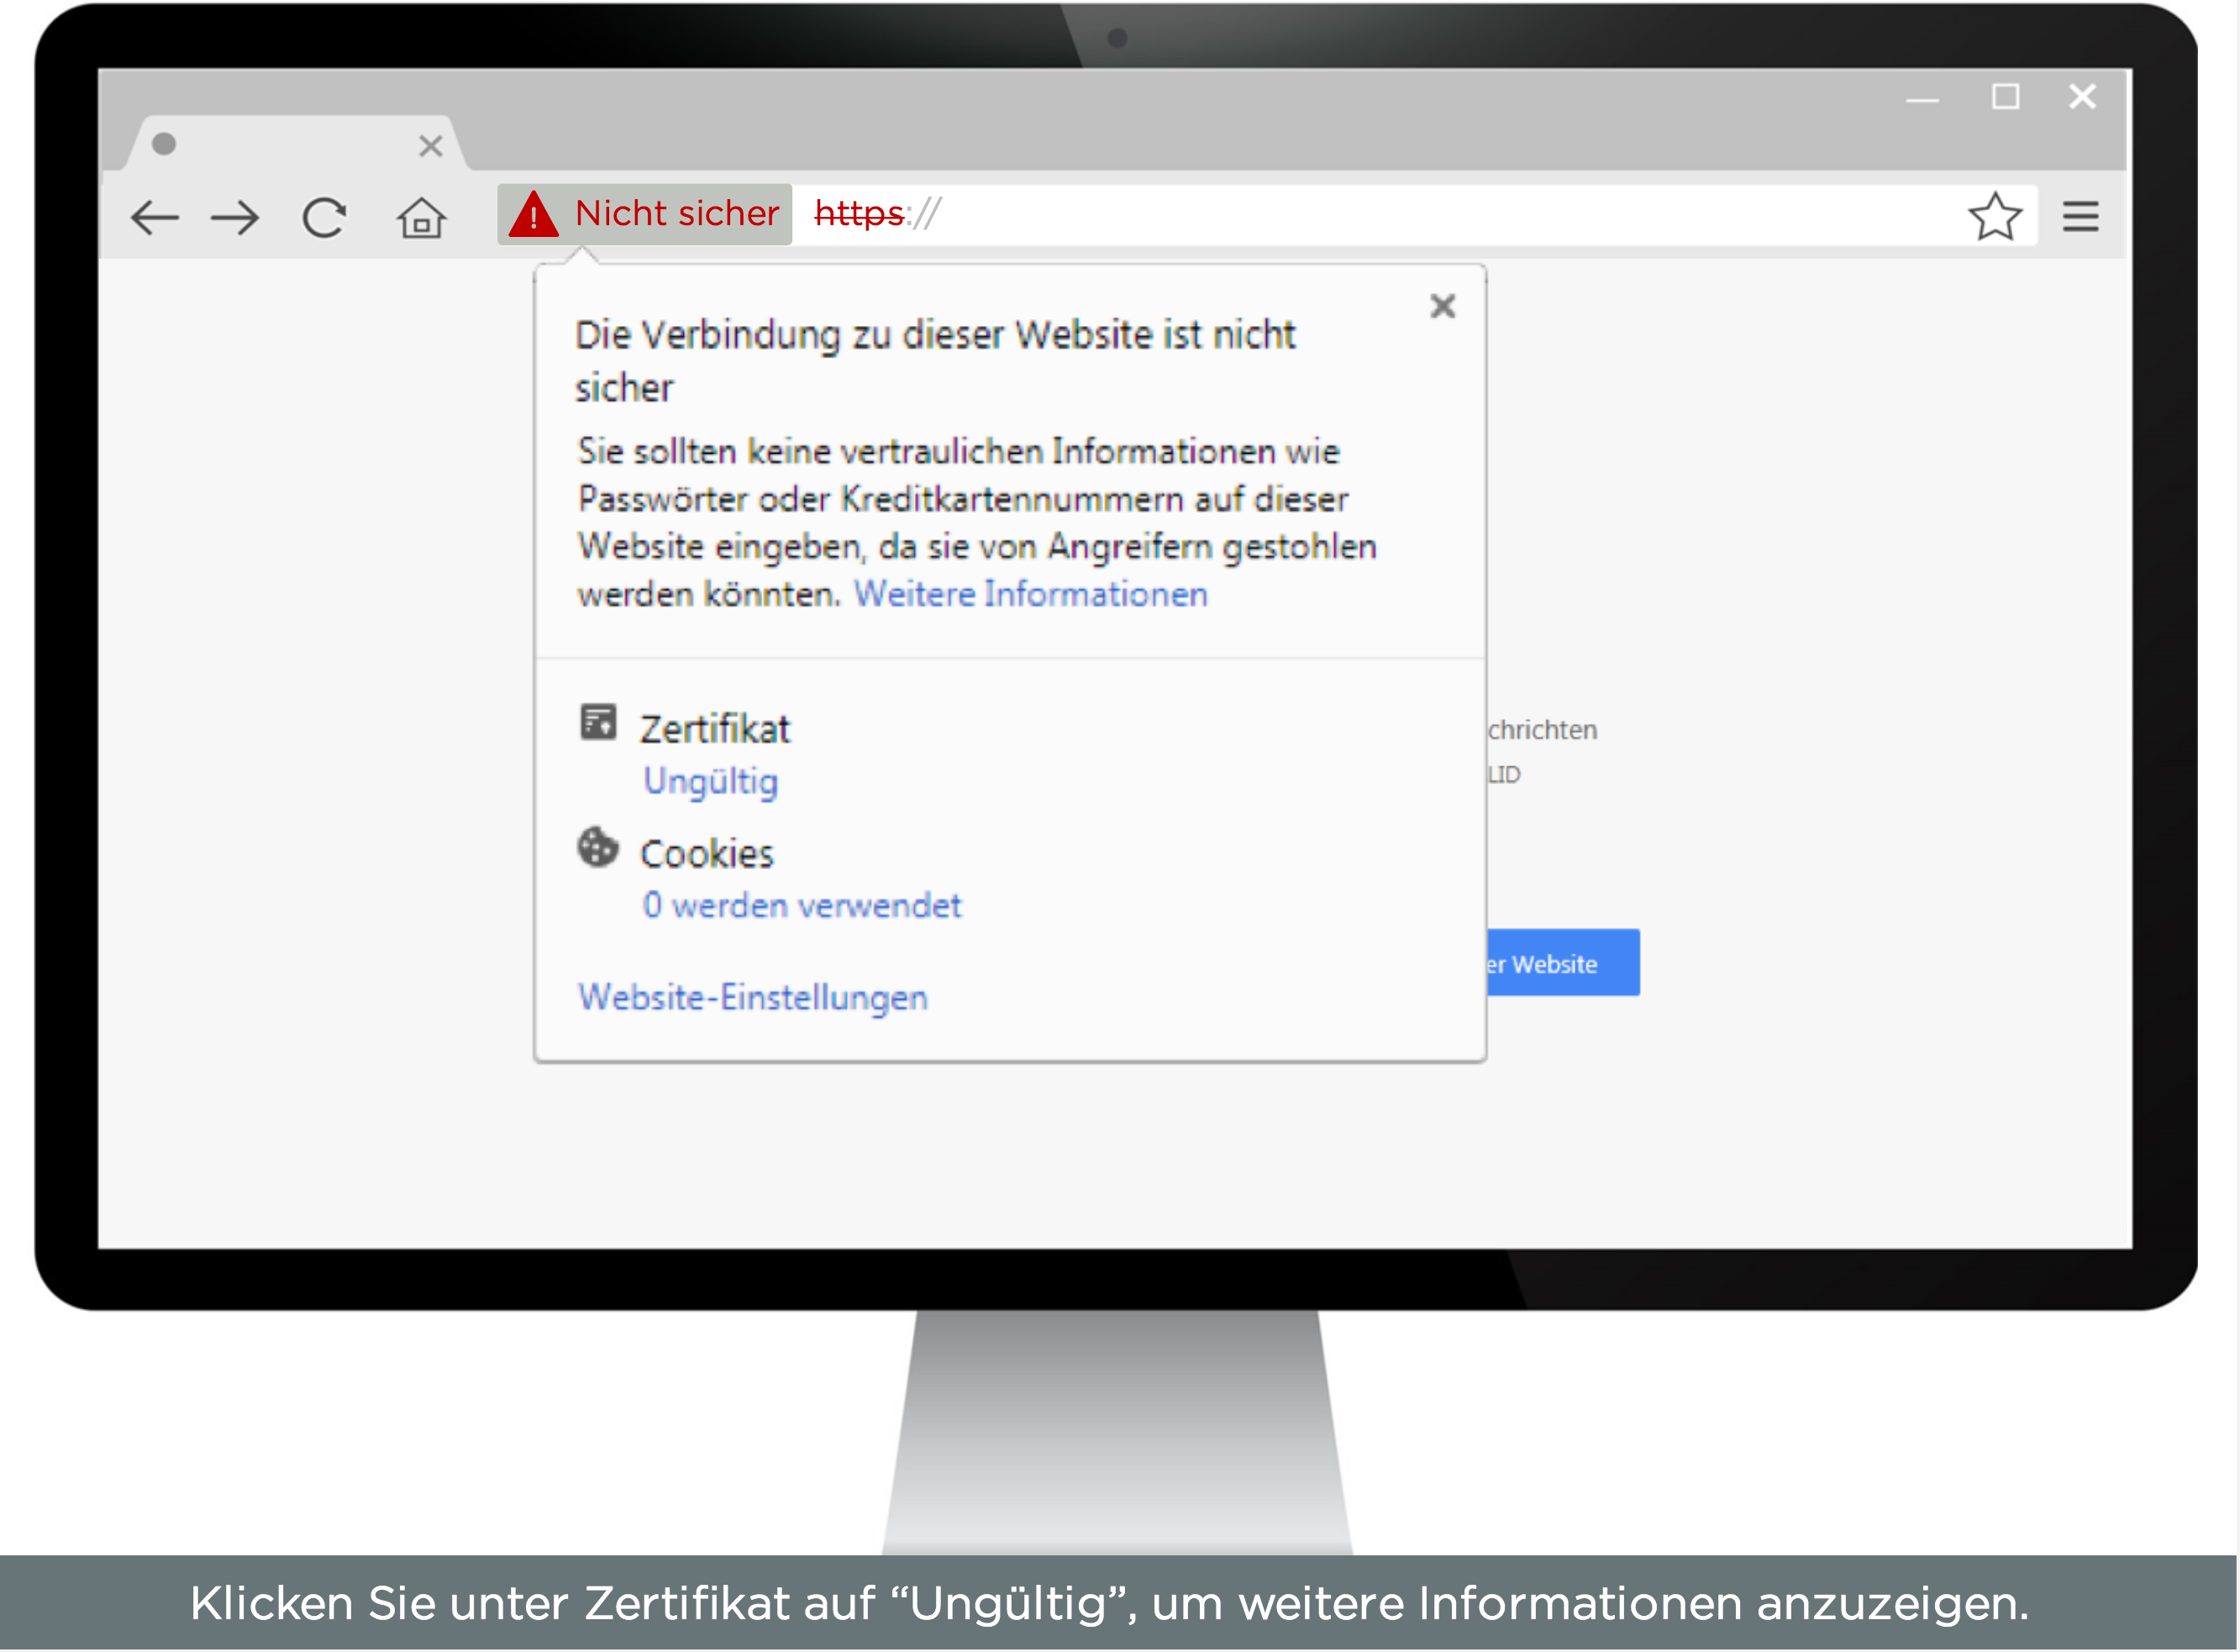 Nicht sicher https://
Die Verbindung zu dieser Website ist nicht
sicher
Sie sollten keine vertraulichen Informationen wie
Passwörter oder Kreditkartennummern auf dieser
Website eingeben, da sie von Angreifern gestohlen
werden könnten. Weitere Informationen
Zertifikat
chrichten
Ungültig
LID
Cookies
0 werden verwendet
er Website
Website-Einstellungen
Klicken Sie unter Zertifikat auf “Ungültig”, um weitere Informationen anzuzeigen.